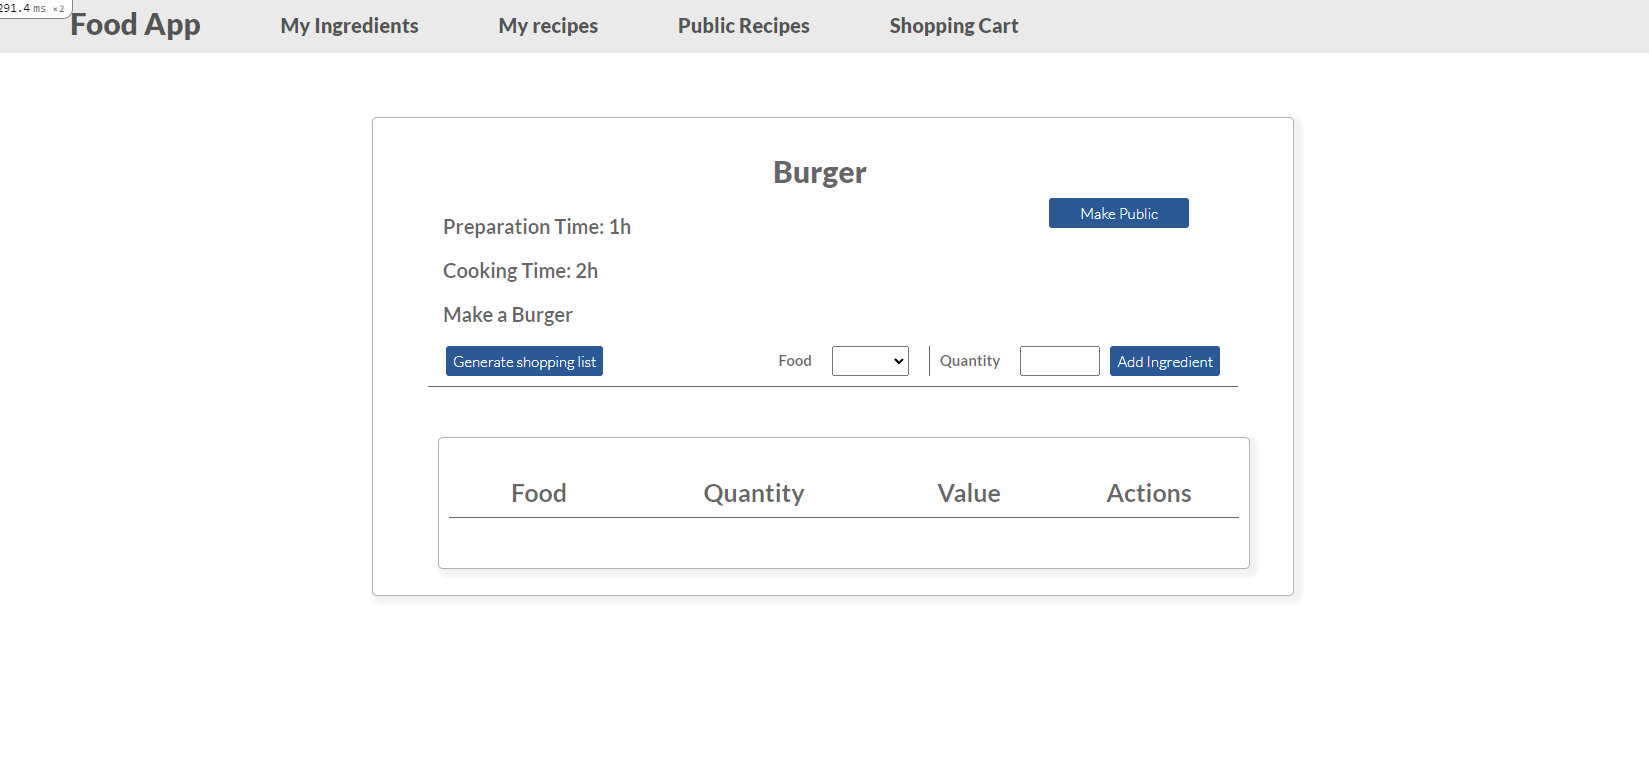 291.4 ms ×2
Food App My Ingredients My recipes Public Recipes Shopping Cart
Burger
Make Public
Preparation Time: 1h
Cooking Time: 2h
Make a Burger
Generate shopping list Food Quantity Add Ingredient
Food Quantity Value Actions